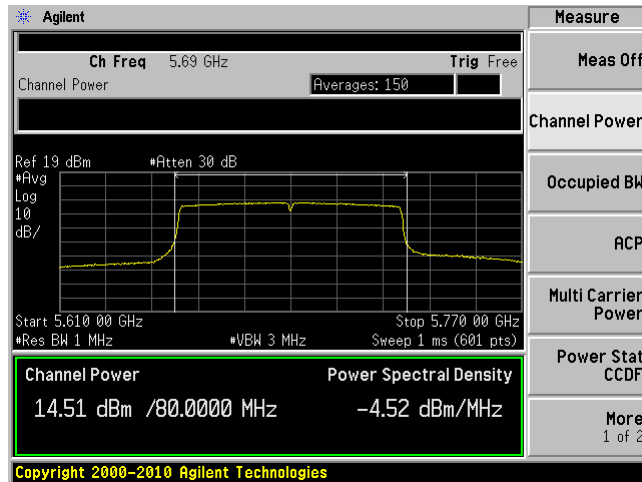 Agilent
Measure
Ch Freq 5.69 GHz Trig Free
Channel Power Averages: 150
Meas Off
Channel Power
Ref 19 dBm #Atten 30 dB
#Avg
Log
10
dB/
Occupied BW
ACP
Multi Carrier
Power
Start 5.610 00 GHz Stop 5.770 00 GHz
#Res BW 1 MHz #VBW 3 MHz Sweep 1 ms (601 pts)
Power Stat
CCDF
Channel Power Power Spectral Density
14.51 dBm /80.0000 MHz -4.52 dBm/MHz
More
1 of 2
Copyright 2000-2010 Agilent Technologies